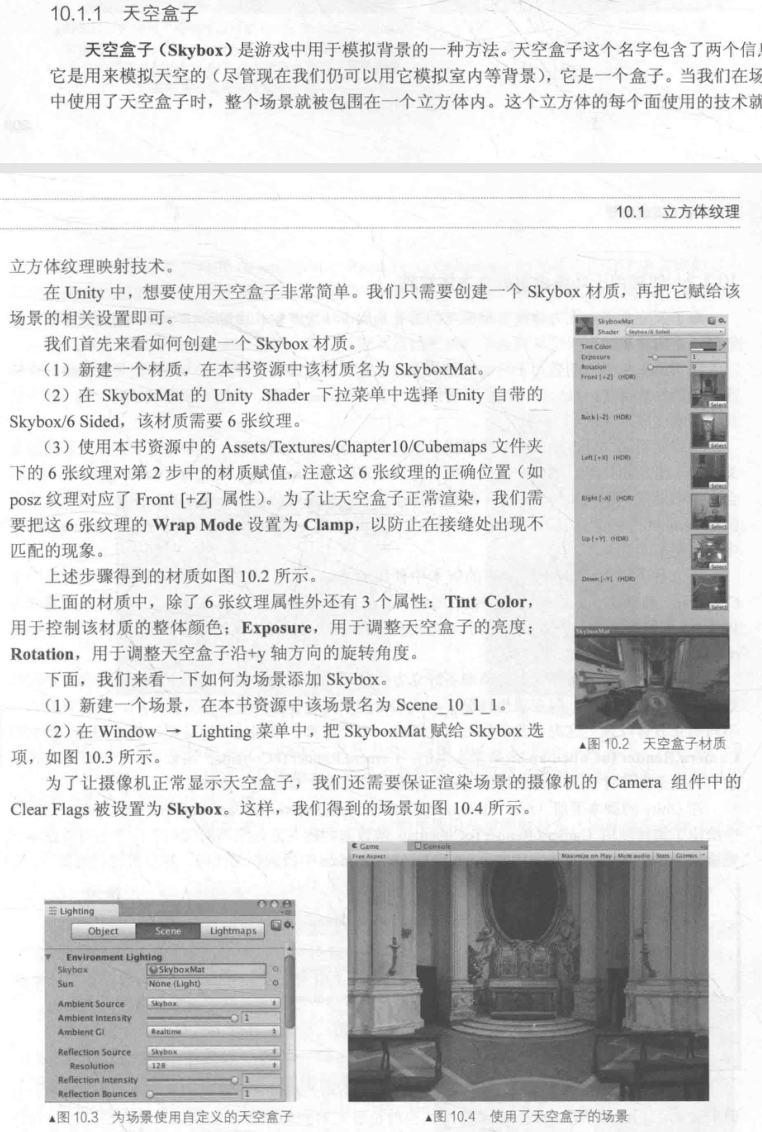 10.1.1 天空盒子
天空盒子（Skybox）是游戏中用于模拟背景的一种方法。天空盒子这个名字包含了两个信
它是用来模拟天空的（尽管现在我们仍可以用它模拟室内等背景），它是一个盒子。当我们在场
中使用了天空盒子时，整个场景就被包围在一个立方体内。这个立方体的每个面使用的技术就
10.1 立方体纹理
立方体纹理映射技术。
在 Unity 中，想要使用天空盒子非常简单。我们只需要创建一个 Skybox 材质，再把它赋给该
场景的相关设置即可。
我们首先来看如何创建一个 Skybox 材质。
（1）新建一个材质，在本书资源中该材质名为 SkyboxMat。
（2）在 SkyboxMat 的 Unity Shader 下拉菜单中选择 Unity 自带的
Skybox/6 Sided，该材质需要 6 张纹理。
（3）使用本书资源中的 Assets/Textures/Chapter10/Cubemaps 文件夹
下的 6 张纹理对第 2 步中的材质赋值，注意这 6 张纹理的正确位置（如
posz 纹理对应了 Front [+Z] 属性）。为了让天空盒子正常渲染，我们需
要把这 6 张纹理的 Wrap Mode 设置为 Clamp，以防止在接缝处出现不
匹配的现象。
上述步骤得到的材质如图 10.2 所示。
上面的材质中，除了 6 张纹理属性外还有 3 个属性：Tint Color，
用于控制该材质的整体颜色；Exposure，用于调整天空盒子的亮度；
Rotation，用于调整天空盒子沿+y 轴方向的旋转角度。
下面，我们来看一下如何为场景添加 Skybox。
（1）新建一个场景，在本书资源中该场景名为 Scene_10_1_1。
（2）在 Window → Lighting 菜单中，把 SkyboxMat 赋给 Skybox 选
项，如图 10.3 所示。
SkyboxMat
Shader Skybox/6 Sided
Tint Color
Exposure 1
Rotation 0
Front [+Z] (HDR)
Select
Back [-Z] (HDR)
Select
Left [+X] (HDR)
Select
Right [-X] (HDR)
Select
Up [+Y] (HDR)
Select
Down [-Y] (HDR)
Select
SkyboxMat
▲图 10.2 天空盒子材质
为了让摄像机正常显示天空盒子，我们还需要保证渲染场景的摄像机的 Camera 组件中的
Clear Flags 被设置为 Skybox。这样，我们得到的场景如图 10.4 所示。
Lighting
Object Scene Lightmaps
Environment Lighting
Skybox SkyboxMat
Sun None (Light)
Ambient Source Skybox
Ambient Intensity 1
Ambient GI Realtime
Reflection Source Skybox
Resolution 128
Reflection Intensity 1
Reflection Bounces 1
▲图 10.3 为场景使用自定义的天空盒子
Game Console
Free Aspect Maximize on Play Mute audio Stats Gizmos
▲图 10.4 使用了天空盒子的场景